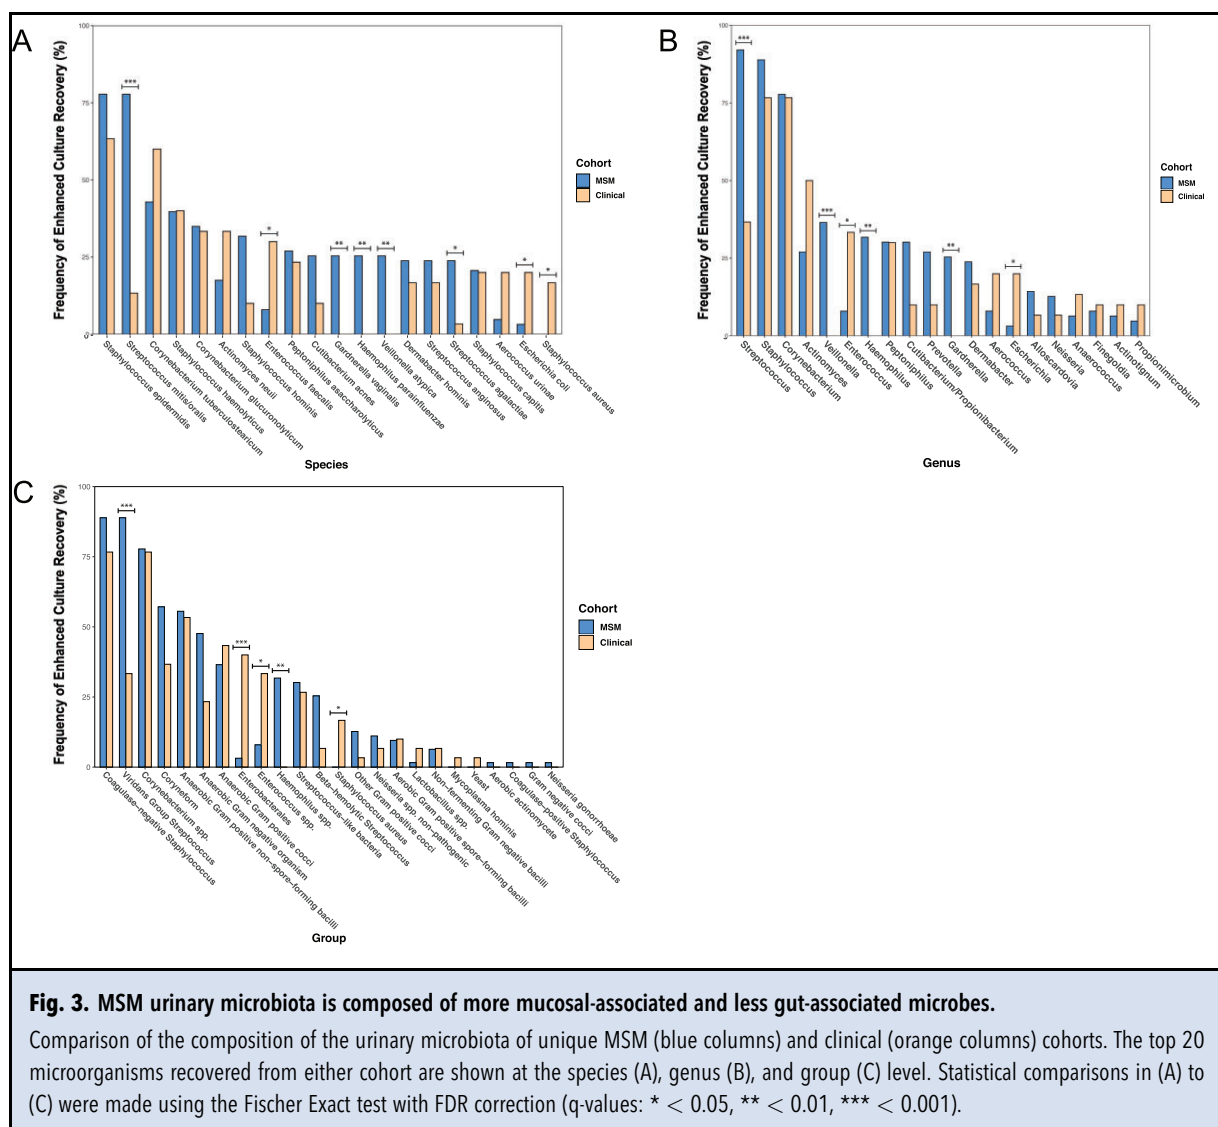 A
Frequency of Enhanced Culture Recovery (%)
100
75
50
25
0
***
*
**
**
**
*
*
*
Staphylococcus epidermidis
Streptococcus mitis/oralis
Corynebacterium tuberculostearicum
Staphylococcus haemolyticus
Corynebacterium glucuronolyticum
Actinomyces neuii
Staphylococcus hominis
Enterococcus faecalis
Peptoniphilus asaccharolyticus
Cutibacterium acnes
Gardnerella vaginalis
Haemophilus parainfluenzae
Veillonella atypica
Dermabacter hominis
Streptococcus anginosus
Streptococcus agalactiae
Staphylococcus capitis
Aerococcus urinae
Escherichia coli
Staphylococcus aureus
Species
Cohort
MSM
Clinical
B
Frequency of Enhanced Culture Recovery (%)
100
75
50
25
0
***
***
*
**
**
*
Streptococcus
Staphylococcus
Corynebacterium
Actinomyces
Veillonella
Enterococcus
Haemophilus
Peptoniphilus
Cutibacterium/Propionibacterium
Prevotella
Gardnerella
Dermabacter
Aerococcus
Escherichia
Alloscardovia
Neisseria
Anaerococcus
Finegoldia
Actinotignum
Propionimicrobium
Genus
Cohort
MSM
Clinical
C
Frequency of Enhanced Culture Recovery (%)
100
75
50
25
0
***
***
*
**
*
Coagulase−negative Staphylococcus
Viridans Group Streptococcus
Corynebacterium spp.
Coryneform
Anaerobic Gram positive non−spore−forming bacilli
Anaerobic Gram negative organism
Anaerobic Gram positive cocci
Enterobacterales
Enterococcus spp.
Haemophilus spp.
Streptococcus−like bacteria
Beta−hemolytic Streptococcus
Staphylococcus aureus
Other Gram positive cocci
Neisseria spp. non−pathogenic
Aerobic Gram positive spore−forming bacilli
Lactobacillus spp.
Non−fermenting Gram negative bacilli
Mycoplasma hominis
Yeast
Aerobic actinomycete
Coagulase−positive Staphylococcus
Gram negative cocci
Neisseria gonorrhoeae
Group
Cohort
MSM
Clinical
Fig. 3. MSM urinary microbiota is composed of more mucosal-associated and less gut-associated microbes.
Comparison of the composition of the urinary microbiota of unique MSM (blue columns) and clinical (orange columns) cohorts. The top 20
microorganisms recovered from either cohort are shown at the species (A), genus (B), and group (C) level. Statistical comparisons in (A) to
(C) were made using the Fischer Exact test with FDR correction (q-values: * < 0.05, ** < 0.01, *** < 0.001).